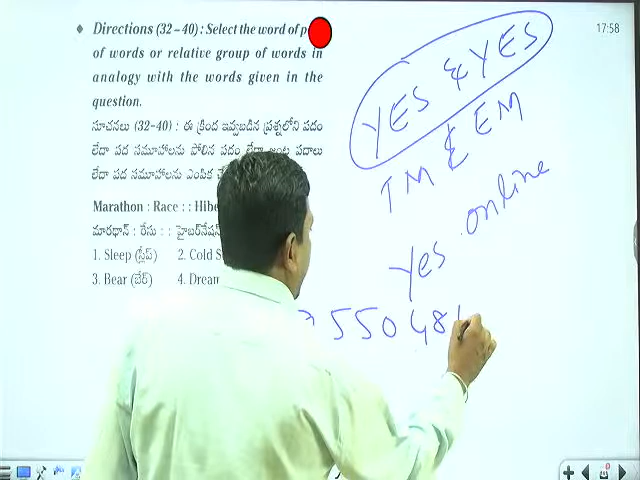 Directions (32 – 40) : Select the word of
of words or relative group of words in
analogy with the words given in the
question.
సూచనలు (32-40) : ఈ క్రింద ఇవ్వబడిన ప్రశ్నలోని పదం
లేదా పద సమూహాలను పోలిన పదం లేదా జంట పదాలు
లేదా పద సమూహాలను ఎంపిక
Marathon : Race : : Hibe
మారథాన్ : రేసు : : హైబర్‌నేషన్
1. Sleep (స్లీప్) 2. Cold S
3. Bear (బేర్) 4. Dream
YES & YES
TM & EM
yes online
55048
17:58